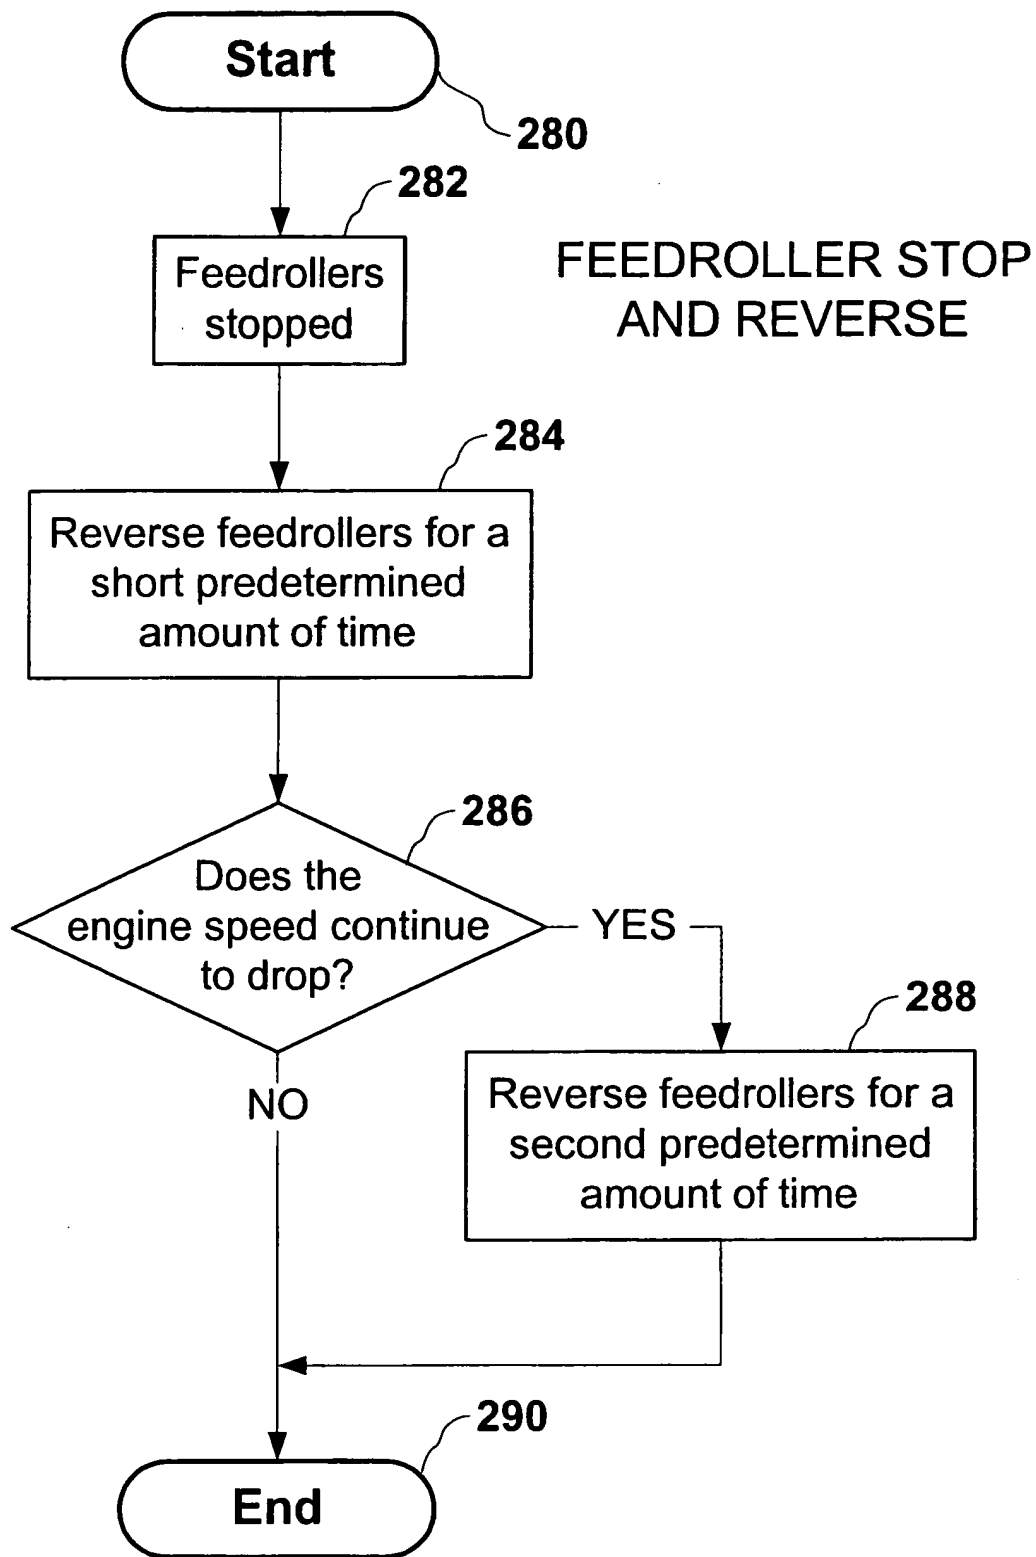 Start
280
282
Feedrollers
stopped
FEEDROLLER STOP
AND REVERSE
284
Reverse feedrollers for a
short predetermined
amount of time
286
Does the
engine speed continue
to drop?
YES
NO
288
Reverse feedrollers for a
second predetermined
amount of time
290
End